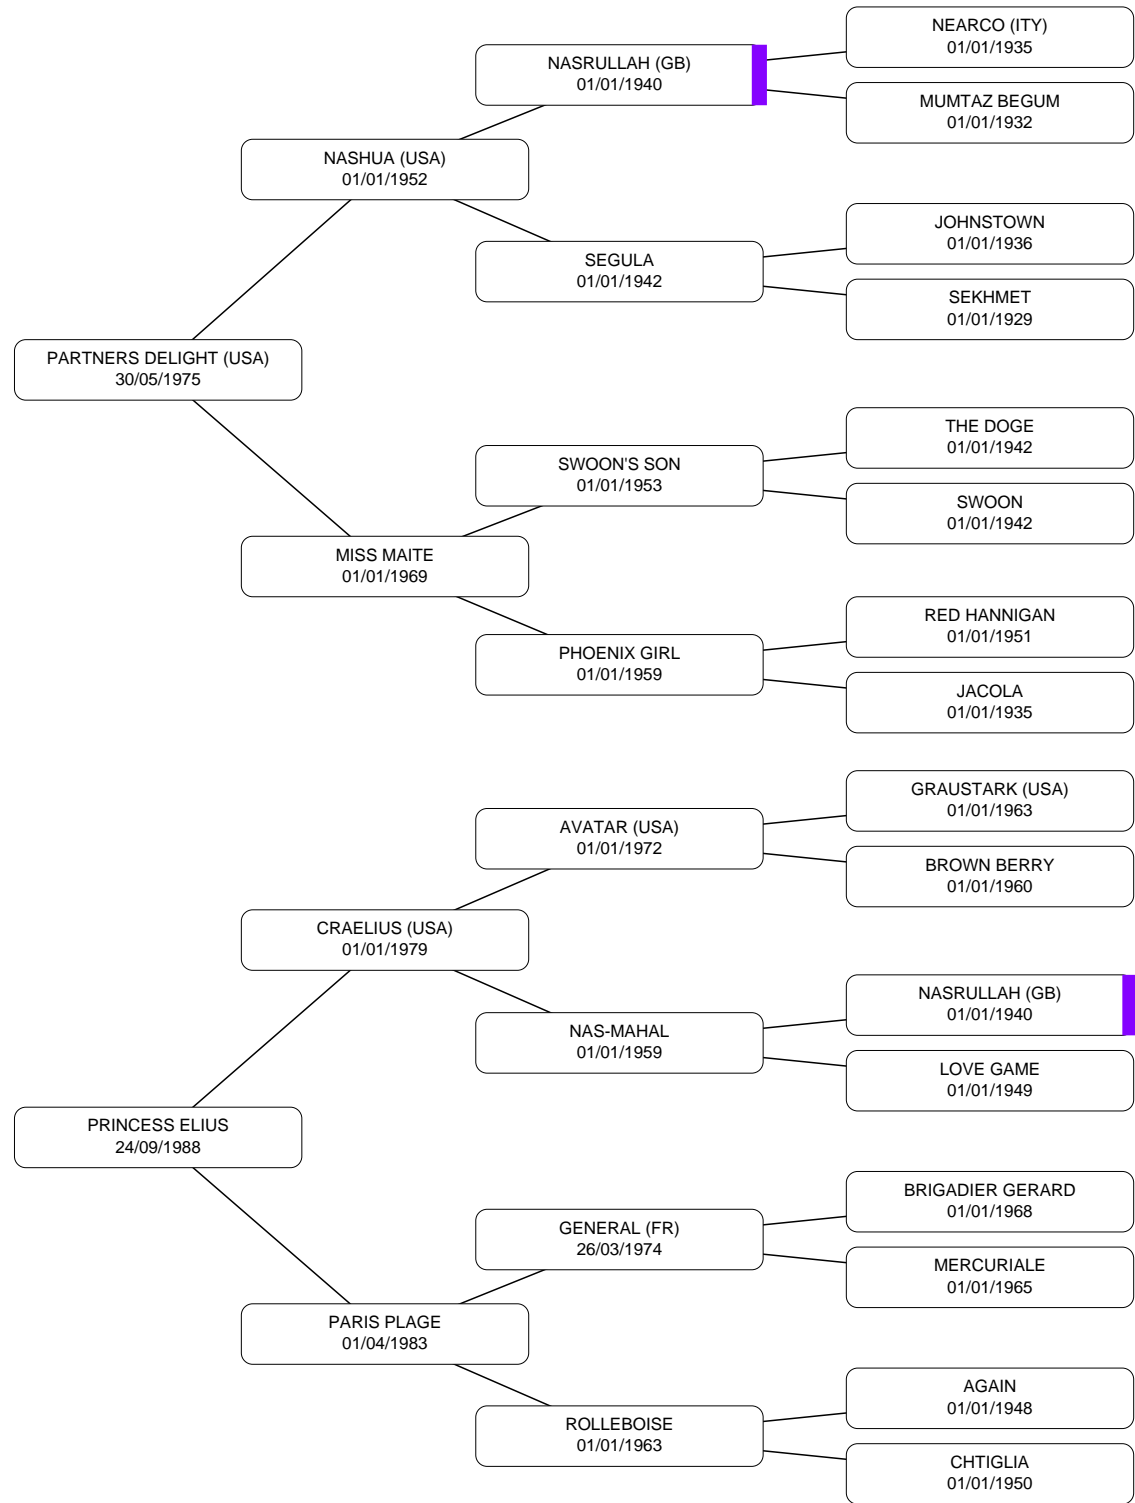 NEARCO (ITY)
01/01/1935
NASRULLAH (GB)
01/01/1940
MUMTAZ BEGUM
01/01/1932
NASHUA (USA)
01/01/1952
JOHNSTOWN
01/01/1936
SEGULA
01/01/1942
SEKHMET
01/01/1929
PARTNERS DELIGHT (USA)
30/05/1975
THE DOGE
01/01/1942
SWOON'S SON
01/01/1953
SWOON
01/01/1942
MISS MAITE
01/01/1969
RED HANNIGAN
01/01/1951
PHOENIX GIRL
01/01/1959
JACOLA
01/01/1935
GRAUSTARK (USA)
01/01/1963
AVATAR (USA)
01/01/1972
BROWN BERRY
01/01/1960
CRAELIUS (USA)
01/01/1979
NASRULLAH (GB)
01/01/1940
NAS-MAHAL
01/01/1959
LOVE GAME
01/01/1949
PRINCESS ELIUS
24/09/1988
BRIGADIER GERARD
01/01/1968
GENERAL (FR)
26/03/1974
MERCURIALE
01/01/1965
PARIS PLAGE
01/04/1983
AGAIN
01/01/1948
ROLLEBOISE
01/01/1963
CHTIGLIA
01/01/1950